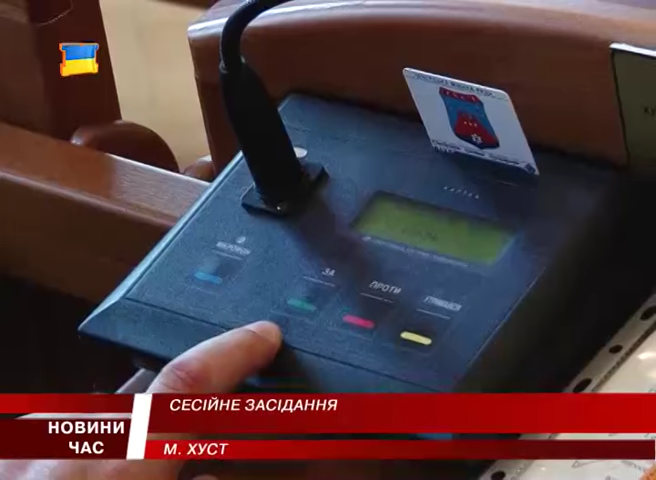 МІКРОФОН
ЗА
ПРОТИ
УТРИМАВСЯ
СЕСІЙНЕ ЗАСІДАННЯ
НОВИНИ
ЧАС
М. ХУСТ